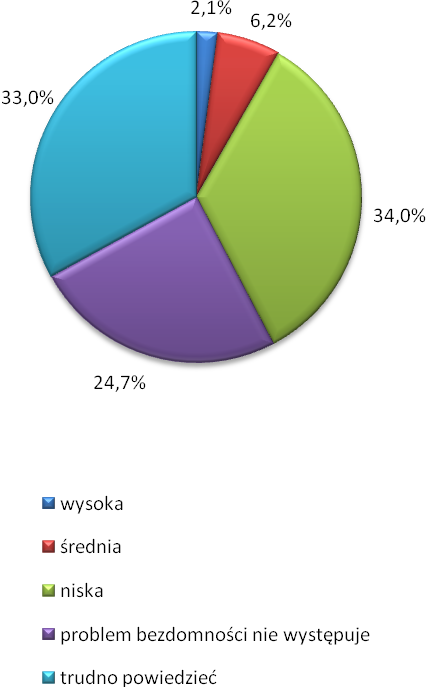 2,1%
6,2%
33,0%
34,0%
24,7%
wysoka
średnia
niska
problem bezdomności nie występuje
trudno powiedzieć